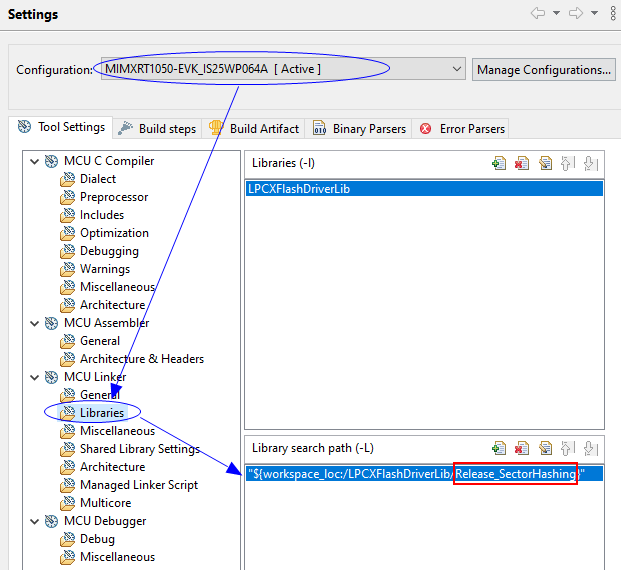 Settings
Configuration: MIMXRT1050-EVK_IS25WP064A [ Active ] Manage Configurations...
Tool Settings Build steps Build Artifact Binary Parsers Error Parsers
MCU C Compiler
Dialect
Preprocessor
Includes
Optimization
Debugging
Warnings
Miscellaneous
Architecture
MCU Assembler
General
Architecture & Headers
MCU Linker
General
Libraries
Miscellaneous
Shared Library Settings
Architecture
Managed Linker Script
Multicore
MCU Debugger
Debug
Miscellaneous
Libraries (-l)
LPCXFlashDriverLib
Library search path (-L)
"${workspace_loc:/LPCXFlashDriverLib/Release_SectorHashing}"